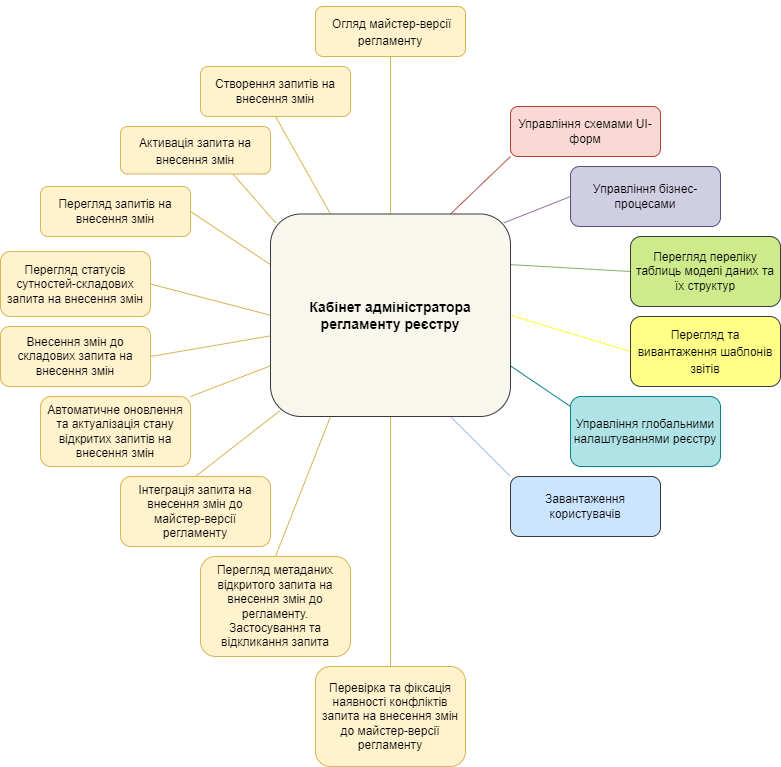 Огляд майстер-версії
регламенту
Створення запитів на
внесення змін
Активація запита на
внесення змін
Перегляд запитів на
внесення змін
Перегляд статусів
сутностей-складових
запита на внесення змін
Внесення змін до
складових запита на
внесення змін
Автоматичне оновлення
та актуалізація стану
відкритих запитів на
внесення змін
Інтеграція запита на
внесення змін до
майстер-версії
регламенту
Перегляд метаданих
відкритого запита на
внесення змін до
регламенту.
Застосування та
відкликання запита
Перевірка та фіксація
наявності конфліктів
запита на внесення змін
до майстер-версії
регламенту
Кабінет адміністратора
регламенту реєстру
Управління схемами UI-
форм
Управління бізнес-
процесами
Перегляд переліку
таблиць моделі даних та
їх структур
Перегляд та
вивантаження шаблонів
звітів
Управління глобальними
налаштуваннями реєстру
Завантаження
користувачів